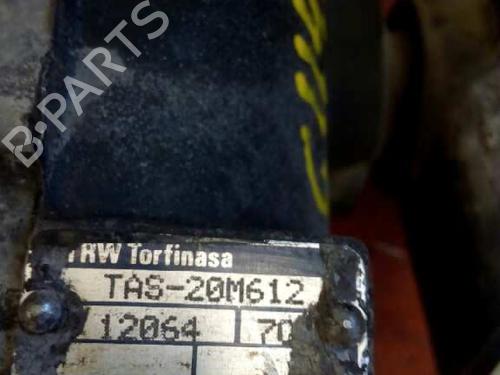 B-PARTS
TRW Torfinasa
TAS-20M612
12064 70